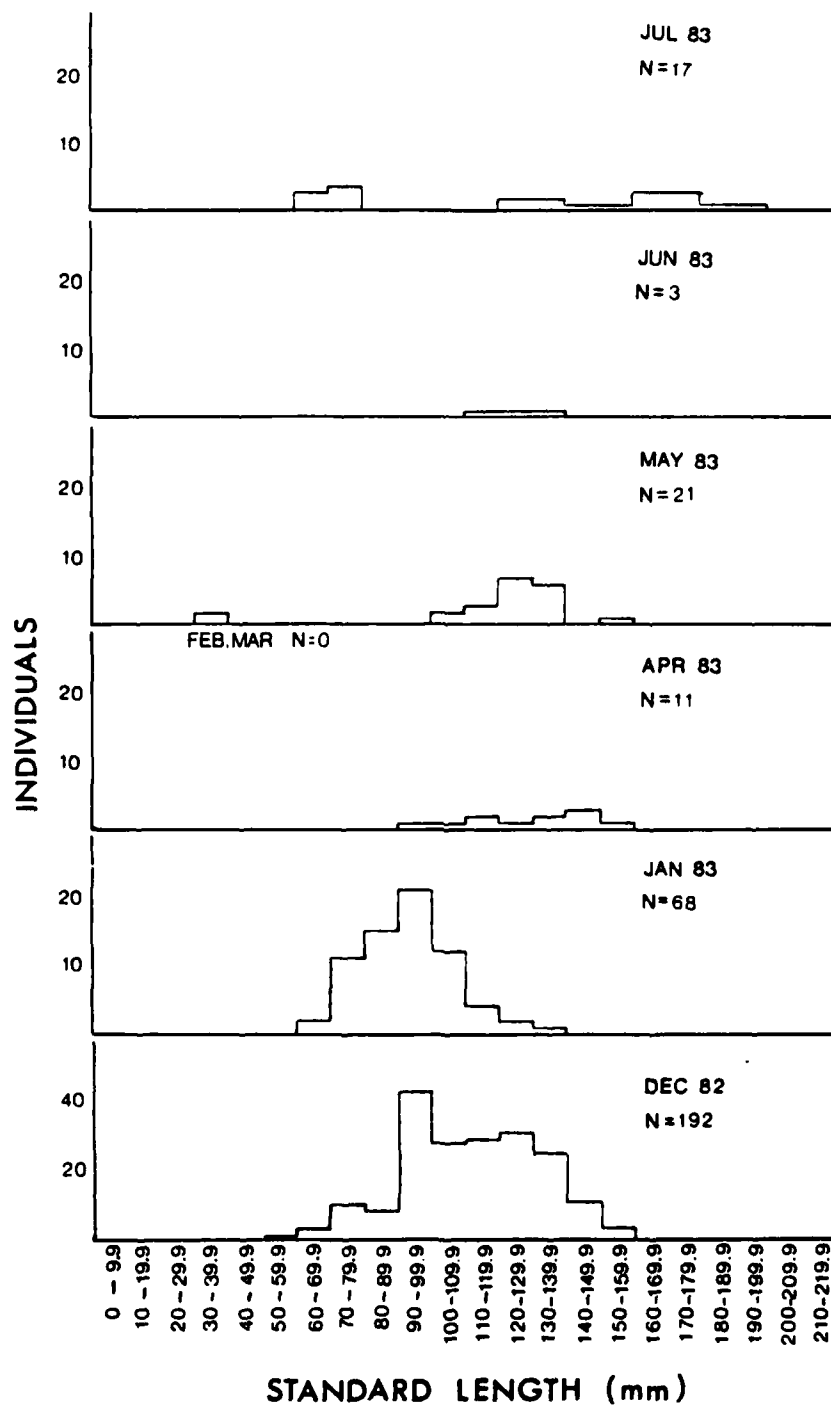 JUL 83
N=17
20
10
JUN 83
N=3
20
10
MAY 83
N=21
20
10
FEB,MAR N=0
APR 83
N=11
20
10
JAN 83
N=68
20
10
DEC 82
N=192
40
20
INDIVIDUALS
0-9.9
10-19.9
20-29.9
30-39.9
40-49.9
50-59.9
60-69.9
70-79.9
80-89.9
90-99.9
100-109.9
110-119.9
120-129.9
130-139.9
140-149.9
150-159.9
160-169.9
170-179.9
180-189.9
190-199.9
200-209.9
210-219.9
STANDARD LENGTH (mm)